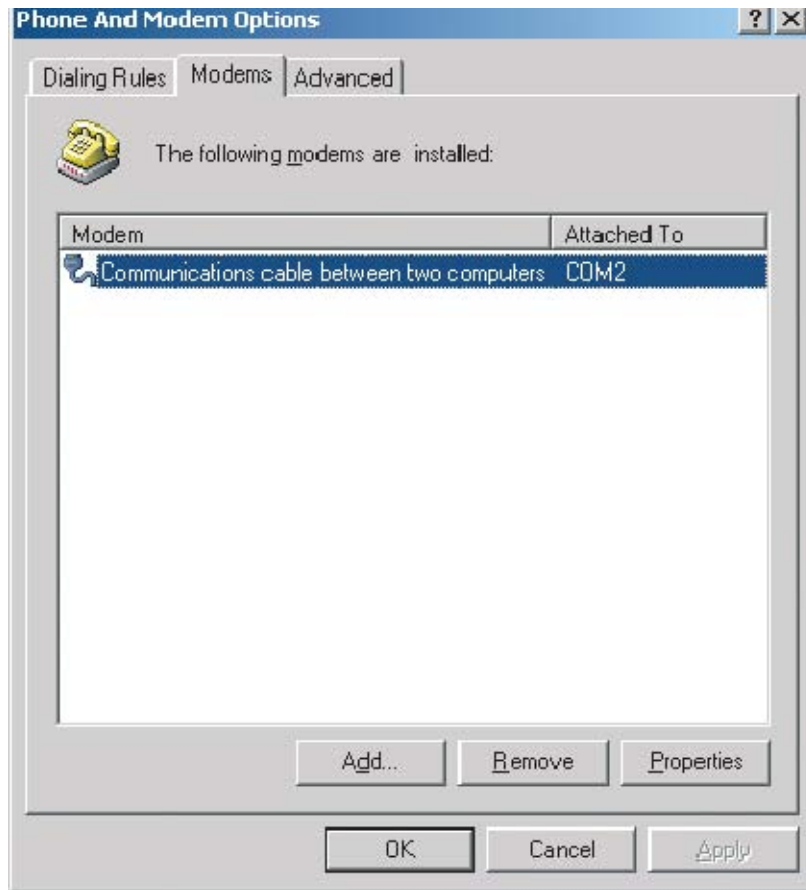 Phone And Modem Options
Dialing Rules Modems Advanced
The following modems are installed:
Modem Attached To
Communications cable between two computers COM2
Add... Remove Properties
OK Cancel Apply